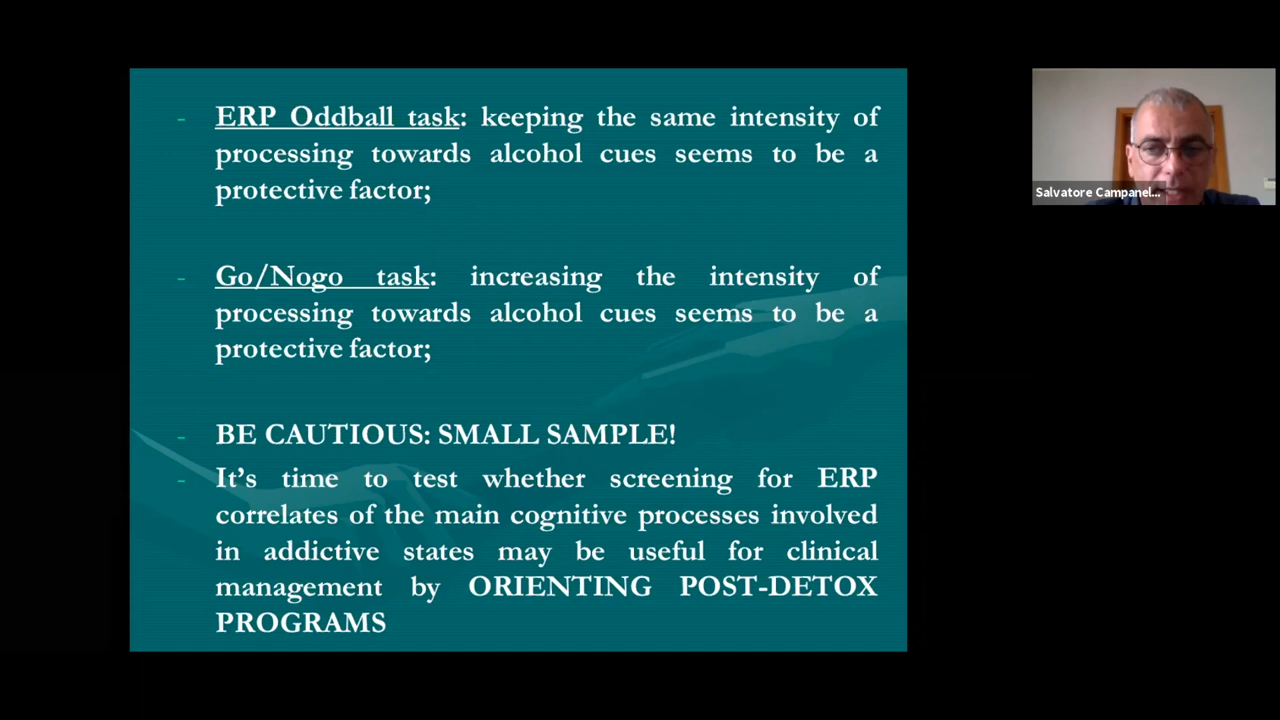 - ERP Oddball task: keeping the same intensity of
processing towards alcohol cues seems to be a
protective factor;
- Go/Nogo task: increasing the intensity of
processing towards alcohol cues seems to be a
protective factor;
- BE CAUTIOUS: SMALL SAMPLE!
- It’s time to test whether screening for ERP
correlates of the main cognitive processes involved
in addictive states may be useful for clinical
management by ORIENTING POST-DETOX
PROGRAMS
Salvatore Campanel...